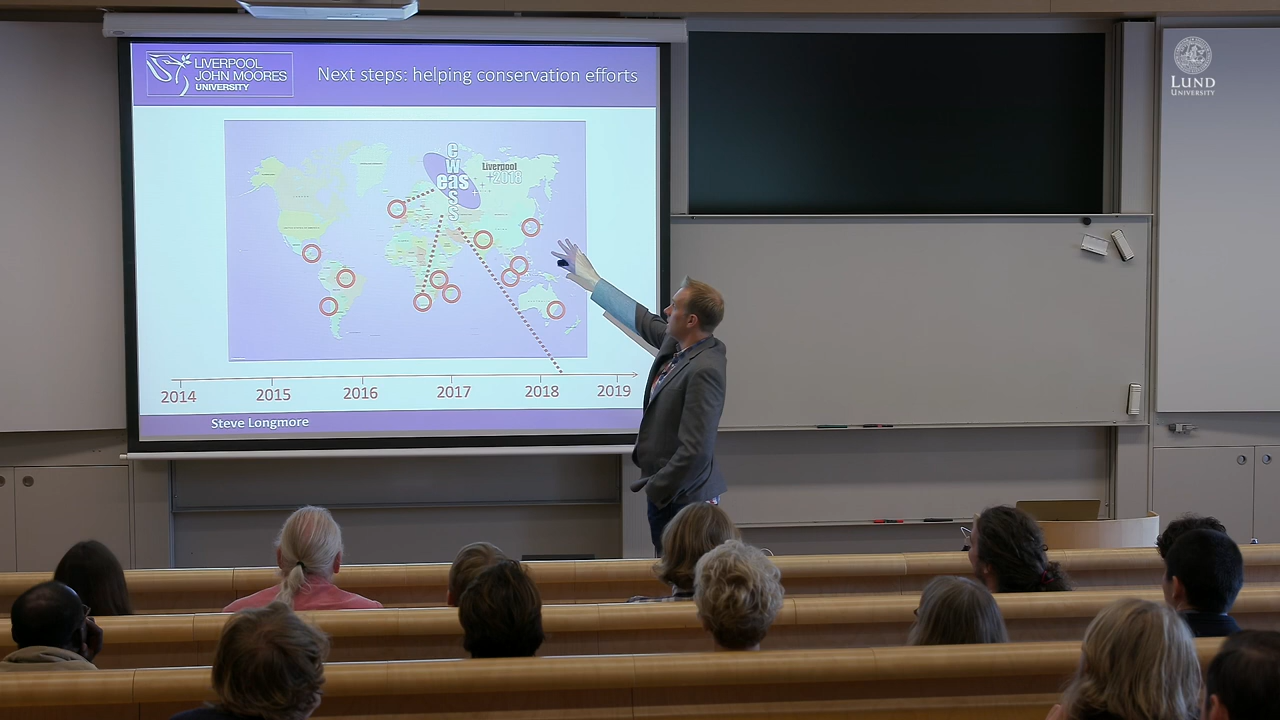 LIVERPOOL
JOHN MOORES
UNIVERSITY
Next steps: helping conservation efforts
e
w
eass
s
s
Liverpool
+2018
2014 2015 2016 2017 2018 2019
Steve Longmore
LUND
UNIVERSITY